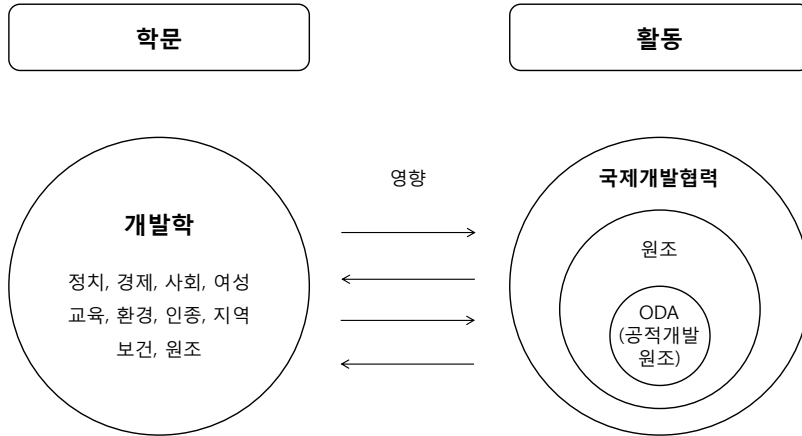 학문
활동
개발학
정치, 경제, 사회, 여성
교육, 환경, 인종, 지역
보건, 원조
영향
국제개발협력
원조
ODA
(공적개발
원조)